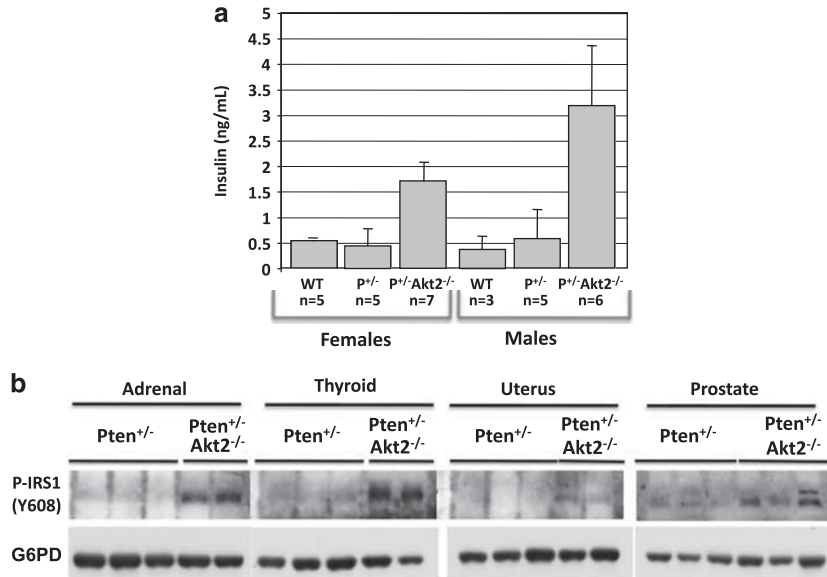 a
5
4.5
4
3.5
3
2.5
2
1.5
1
0.5
0
Insulin (ng/mL)
WT P+/- P+/-Akt2-/- WT P+/- P+/-Akt2-/-
n=5 n=5 n=7 n=3 n=5 n=6
Females Males
b
Adrenal Thyroid Uterus Prostate
Pten+/- Pten+/- Akt2-/- Pten+/- Pten+/- Akt2-/- Pten+/- Pten+/- Akt2-/- Pten+/- Pten+/- Akt2-/-
P-IRS1
(Y608)
G6PD